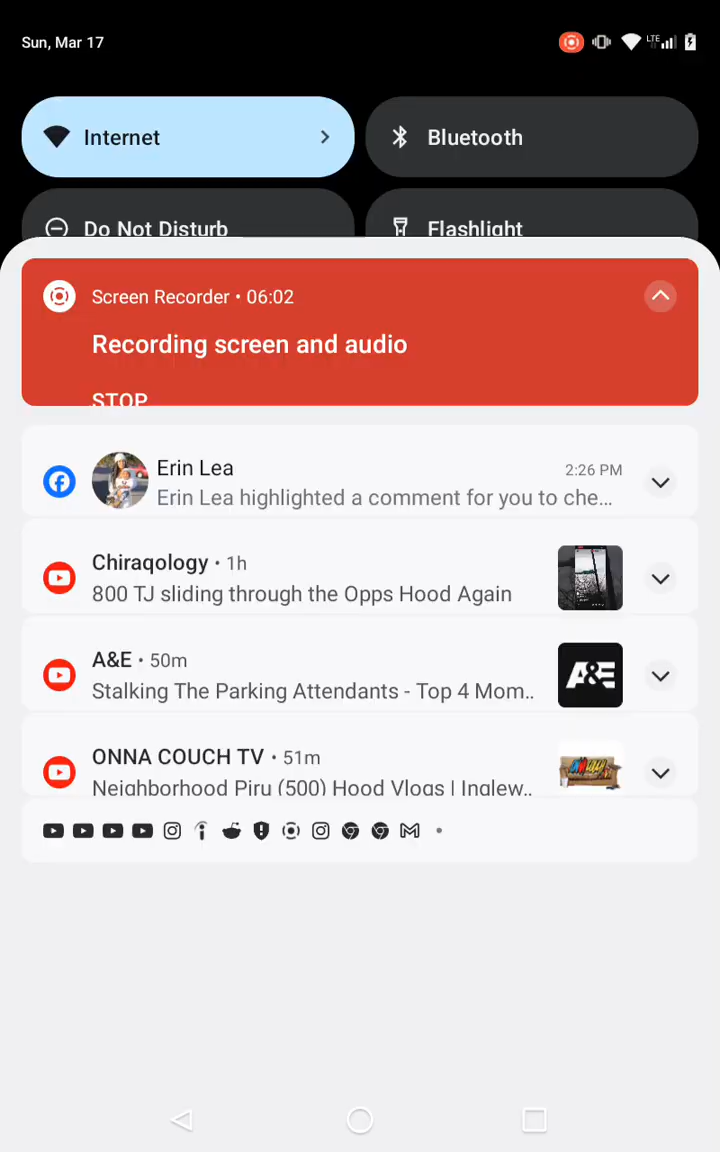 Sun, Mar 17
LTE
Internet
Bluetooth
Do Not Disturb
Flashlight
Screen Recorder • 06:02
Recording screen and audio
STOP
Erin Lea
2:26 PM
Erin Lea highlighted a comment for you to che...
Chiraqology • 1h
800 TJ sliding through the Opps Hood Again
A&E • 50m
Stalking The Parking Attendants - Top 4 Mom..
A&E
ONNA COUCH TV • 51m
Neighborhood Piru (500) Hood Vlogs | Inglew..